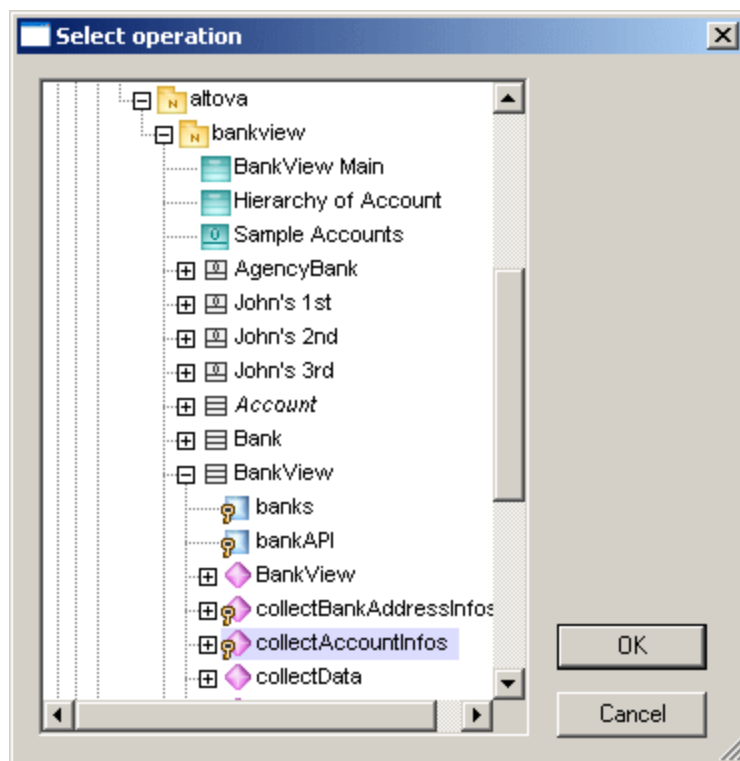 Select operation
altova
bankview
BankView Main
Hierarchy of Account
Sample Accounts
AgencyBank
John's 1st
John's 2nd
John's 3rd
Account
Bank
BankView
banks
bankAPI
BankView
collectBankAddressInfos
collectAccountInfos
OK
collectData
Cancel